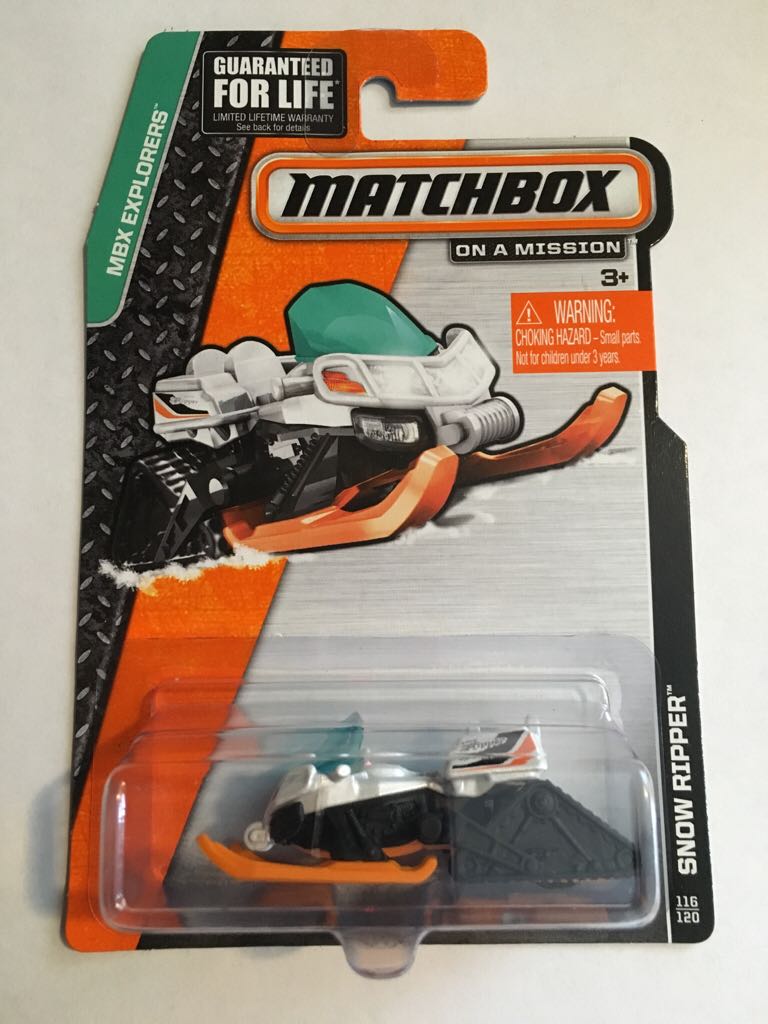 GUARANTEED
FOR LIFE*
LIMITED LIFETIME WARRANTY
See back for details
MBX EXPLORERS™
MATCHBOX
ON A MISSION™
3+
WARNING:
CHOKING HAZARD – Small parts.
Not for children under 3 years.
SNOW RIPPER™
116
120